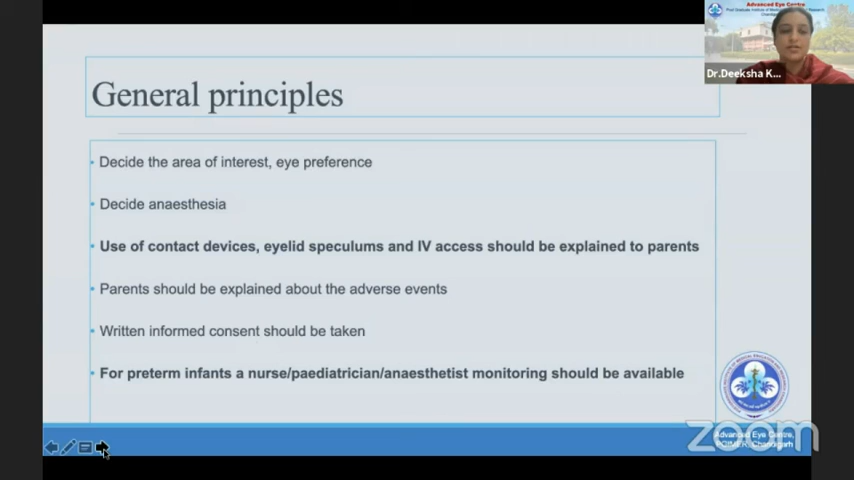 Advanced Eye Centre
Dr.Deeksha K...
General principles
Decide the area of interest, eye preference
Decide anaesthesia
Use of contact devices, eyelid speculums and IV access should be explained to parents
Parents should be explained about the adverse events
Written informed consent should be taken
For preterm infants a nurse/paediatrician/anaesthetist monitoring should be available
zoom
Advanced Eye Centre,
PGIMER, Chandigarh